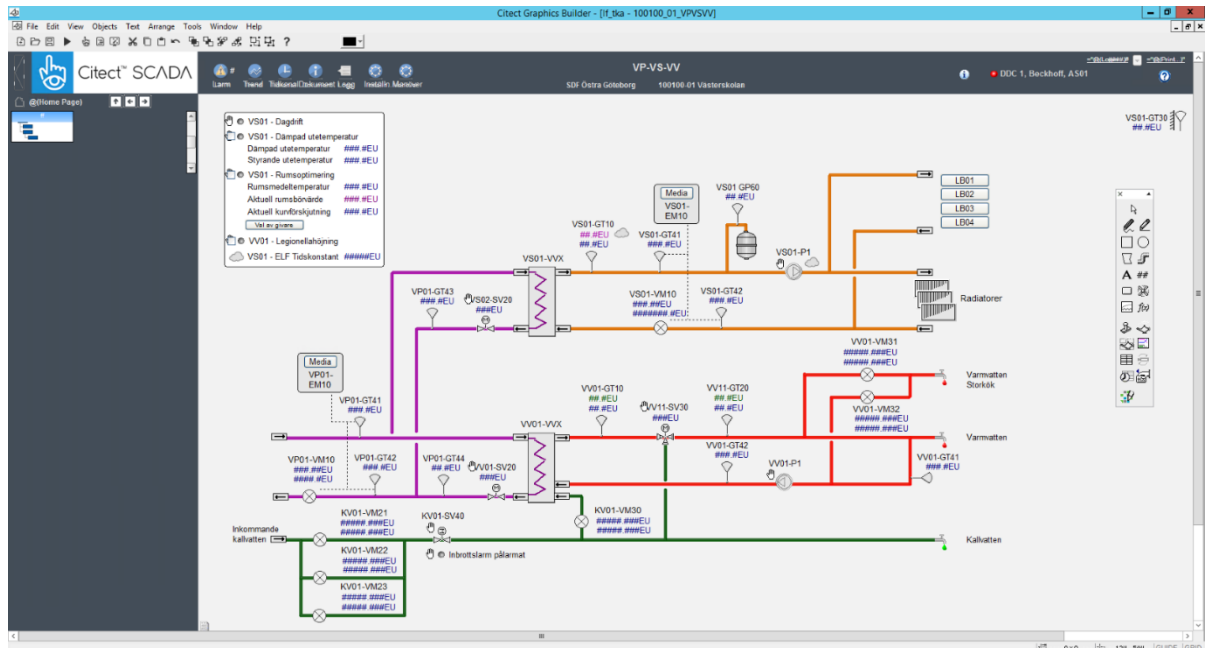 Citect Graphics Builder - [lf_tka - 100100_01_VPVSVV]
File Edit View Objects Text Arrange Tools Window Help
Citect™ SCADA
Larm Trend Tidkanal Dokument Logg Inställn Manöver
VP-VS-VV
SDF Östra Göteborg 100100-01 Västerskolan
DDC 1, Beckhoff, AS01
@(Home Page)
VS01 - Dagdrift
VS01 - Dämpad utetemperatur
Dämpad utetemperatur ###.#EU
Styrande utetemperatur ###.#EU
VS01 - Rumsoptimering
Rumsmedeltemperatur ###.#EU
Aktuell rumsbörvärde ###.#EU
Aktuell kurvförskjutning ###.#EU
Val av givare...
VV01 - Legionellahöjning
VS01 - ELF Tidskonstant #####EU
VS01-GT30
##.#EU
LB01
LB02
LB03
LB04
Media
VS01-
EM10
VS01 GP60
##.#EU
VS01-GT10
##.#EU
##.#EU
VS01-GT41
###.#EU
VS01-P1
VS01-VVX
VP01-GT43
###.#EU
VS02-SV20
###EU
VS01-VM10
###.##EU
#######.#EU
VS01-GT42
###.#EU
Radiatorer
Media
VP01-
EM10
VP01-GT41
###.#EU
VV01-VVX
VV01-GT10
##.#EU
##.#EU
VV11-SV30
###EU
VV11-GT20
##.#EU
##.#EU
VV01-VM31
#####.###EU
#####.###EU
Varmvatten
Storkök
VV01-VM32
#####.###EU
#####.###EU
Varmvatten
VP01-VM10
###.##EU
####.#EU
VP01-GT42
###.#EU
VP01-GT44
##.#EU
VV01-SV20
###EU
VV01-GT42
###.#EU
VV01-P1
VV01-GT41
###.#EU
Inkommande
kallvatten
KV01-VM21
#####.###EU
#####.###EU
KV01-SV40
KV01-VM30
#####.###EU
#####.###EU
Kallvatten
KV01-VM22
#####.###EU
#####.###EU
Inbrottslarm pålarmat
KV01-VM23
#####.###EU
#####.###EU